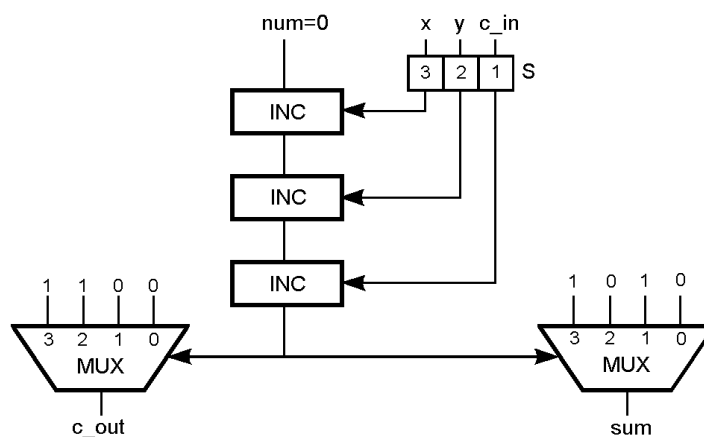 num=0
x y c_in
3 2 1 S
INC
INC
INC
1 1 0 0
3 2 1 0
MUX
c_out
1 0 1 0
3 2 1 0
MUX
sum